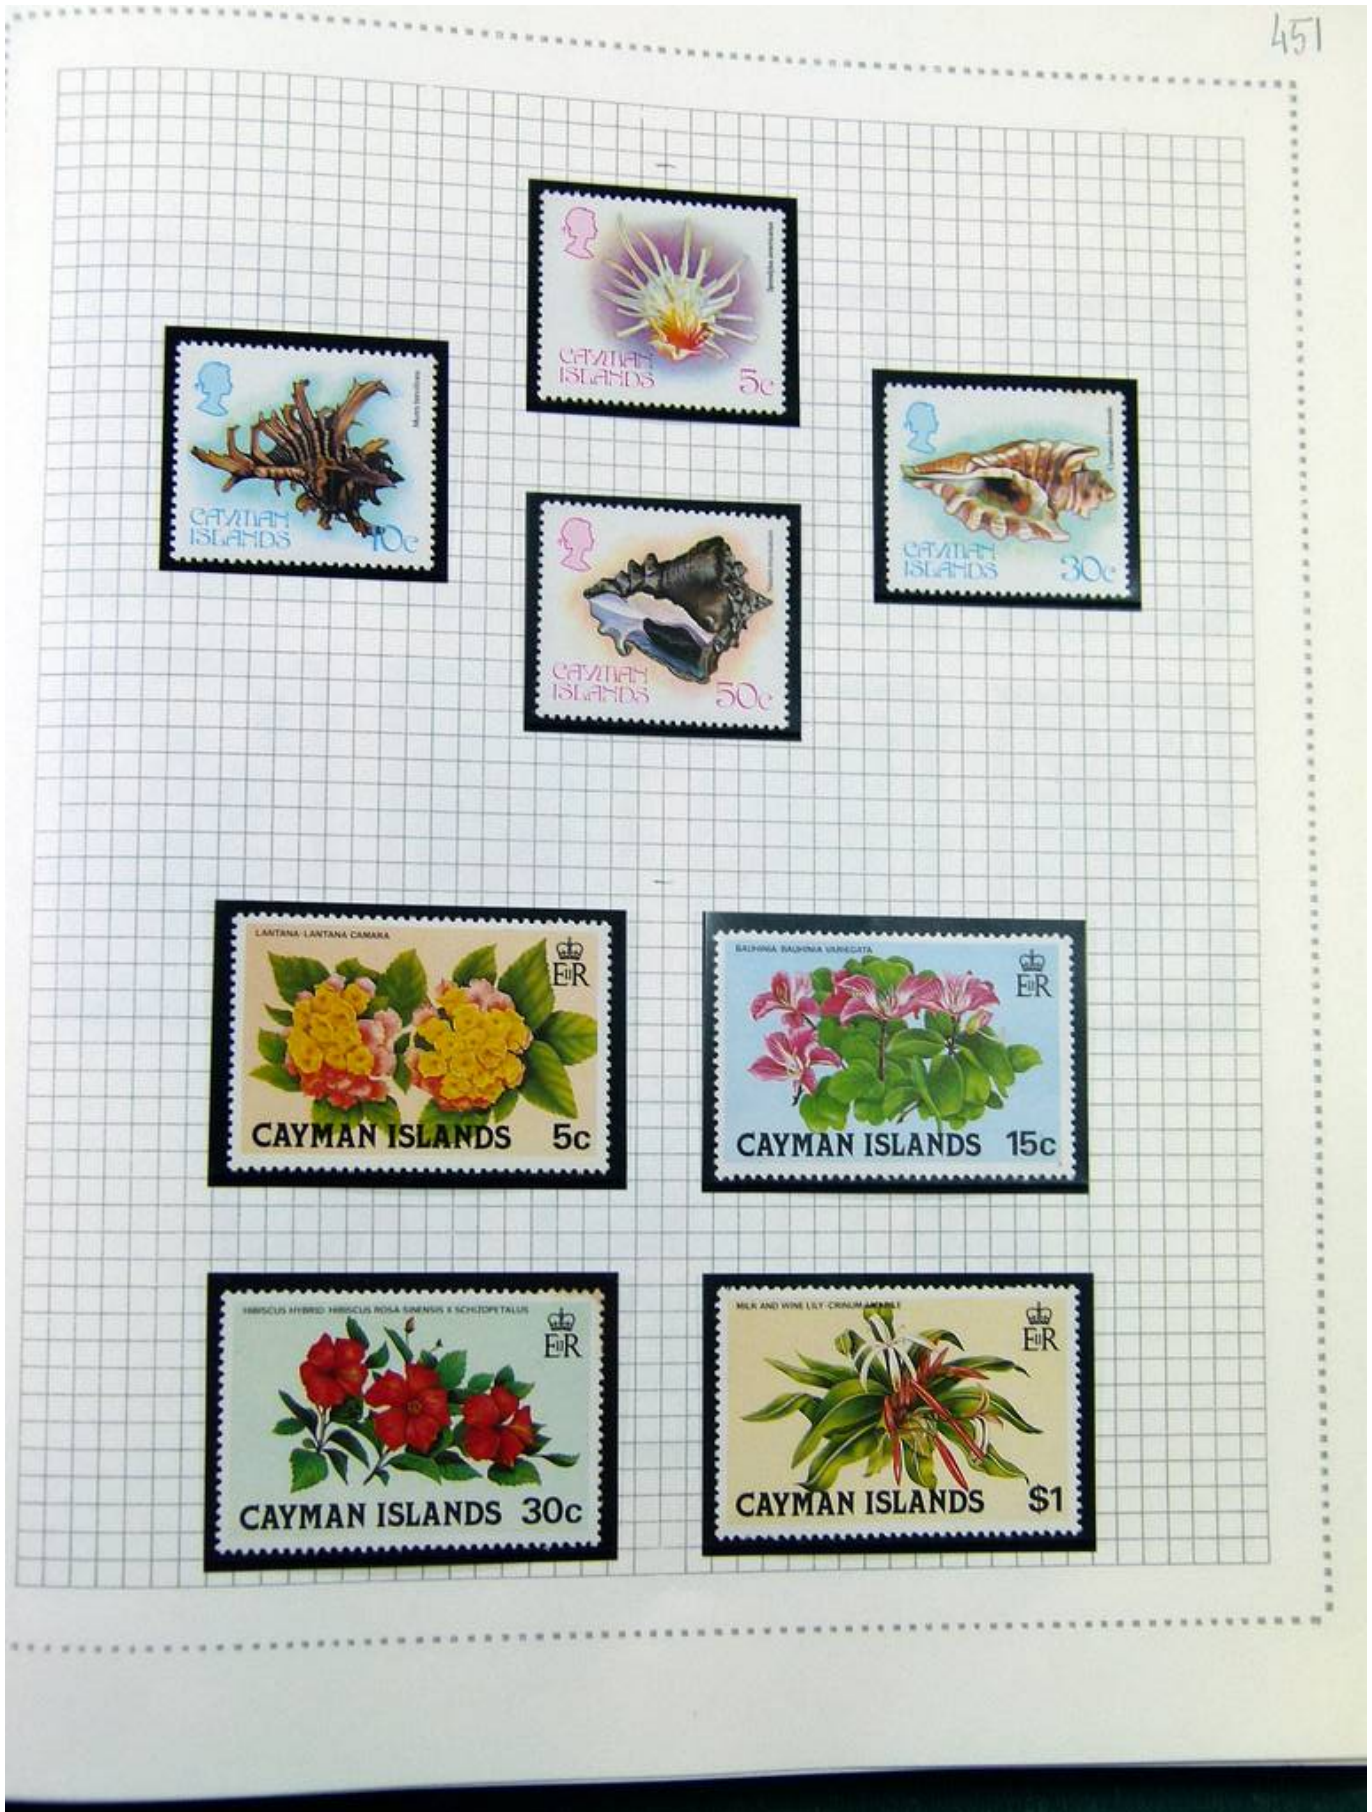 451
CAYMAN
ISLANDS
5c
CAYMAN
ISLANDS
10c
CAYMAN
ISLANDS
30c
CAYMAN
ISLANDS
50c
LANTANA-LANTANA CAMARA
EIIR
CAYMAN ISLANDS 5c
BAUHINIA BAUHINIA VARIEGATA
EIIR
CAYMAN ISLANDS 15c
HIBISCUS HYBRID HIBISCUS ROSA SINENSIS X SCHIZOPETALUS
EIIR
CAYMAN ISLANDS 30c
MILK AND WINE LILY-CRINUM
EIIR
CAYMAN ISLANDS $1